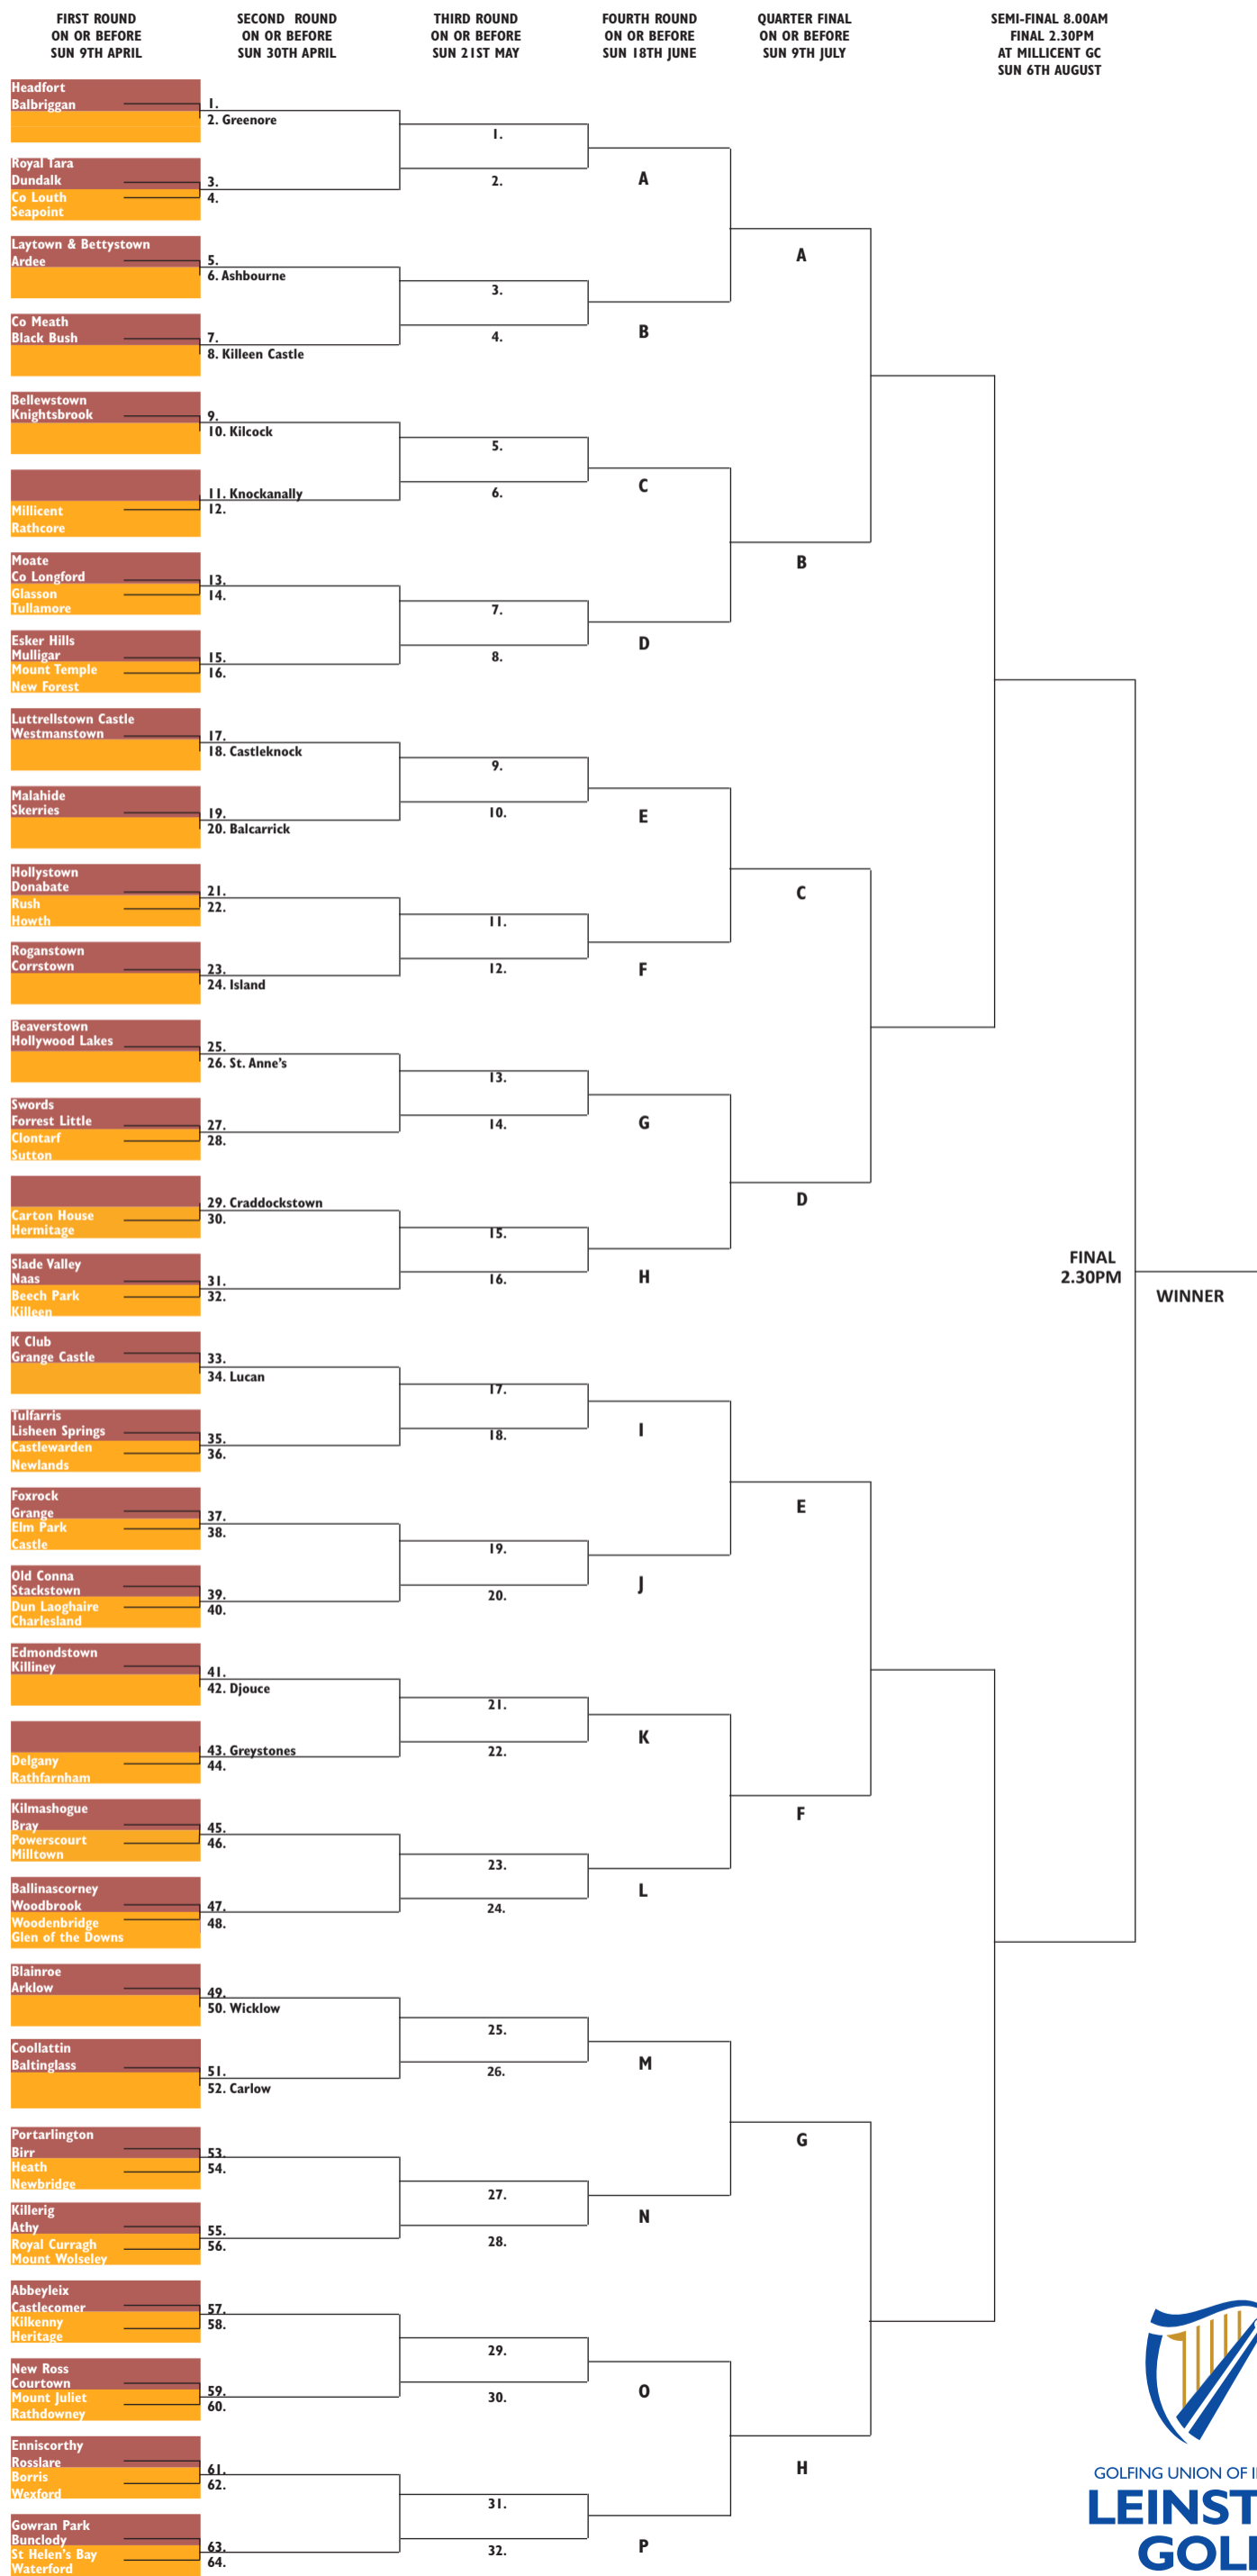 FIRST ROUND
ON OR BEFORE
SUN 9TH APRIL
SECOND ROUND
ON OR BEFORE
SUN 30TH APRIL
THIRD ROUND
ON OR BEFORE
SUN 21ST MAY
FOURTH ROUND
ON OR BEFORE
SUN 18TH JUNE
QUARTER FINAL
ON OR BEFORE
SUN 9TH JULY
SEMI-FINAL 8.00AM
FINAL 2.30PM
AT MILLICENT GC
SUN 6TH AUGUST
Headfort
Balbriggan
Royal Tara
Dundalk
Co Louth
Seapoint
Laytown & Bettystown
Ardee
Co Meath
Black Bush
Bellewstown
Knightsbrook
Millicent
Rathcore
Moate
Co Longford
Glasson
Tullamore
Esker Hills
Mulligar
Mount Temple
New Forest
Luttrellstown Castle
Westmanstown
Malahide
Skerries
Hollystown
Donabate
Rush
Howth
Roganstown
Corrstown
Beaverstown
Hollywood Lakes
Swords
Forrest Little
Clontarf
Sutton
Carton House
Hermitage
Slade Valley
Naas
Beech Park
Killeen
K Club
Grange Castle
Tulfarris
Lisheen Springs
Castlewarden
Newlands
Foxrock
Grange
Elm Park
Castle
Old Conna
Stackstown
Dun Laoghaire
Charlesland
Edmondstown
Killiney
Delgany
Rathfarnham
Kilmashogue
Bray
Powerscourt
Milltown
Ballinascorney
Woodbrook
Woodenbridge
Glen of the Downs
Blainroe
Arklow
Coollattin
Baltinglass
Portarlington
Birr
Heath
Newbridge
Killerig
Athy
Royal Curragh
Mount Wolseley
Abbeyleix
Castlecomer
Kilkenny
Heritage
New Ross
Courtown
Mount Juliet
Rathdowney
Enniscorthy
Rosslare
Borris
Wexford
Gowran Park
Bunclody
St Helen's Bay
Waterford
1.
2. Greenore
3.
4.
5.
6. Ashbourne
7.
8. Killeen Castle
9.
10. Kilcock
11. Knockanally
12.
13.
14.
15.
16.
17.
18. Castleknock
19.
20. Balcarrick
21.
22.
23.
24. Island
25.
26. St. Anne's
27.
28.
29. Craddockstown
30.
31.
32.
33.
34. Lucan
35.
36.
37.
38.
39.
40.
41.
42. Djouce
43. Greystones
44.
45.
46.
47.
48.
49.
50. Wicklow
51.
52. Carlow
53.
54.
55.
56.
57.
58.
59.
60.
61.
62.
63.
64.
1.
2.
3.
4.
5.
6.
7.
8.
9.
10.
11.
12.
13.
14.
15.
16.
17.
18.
19.
20.
21.
22.
23.
24.
25.
26.
27.
28.
29.
30.
31.
32.
A
B
C
D
E
F
G
H
I
J
K
L
M
N
O
P
A
B
C
D
E
F
G
H
FINAL
2.30PM
WINNER
GOLFING UNION OF I
LEINST
GOL